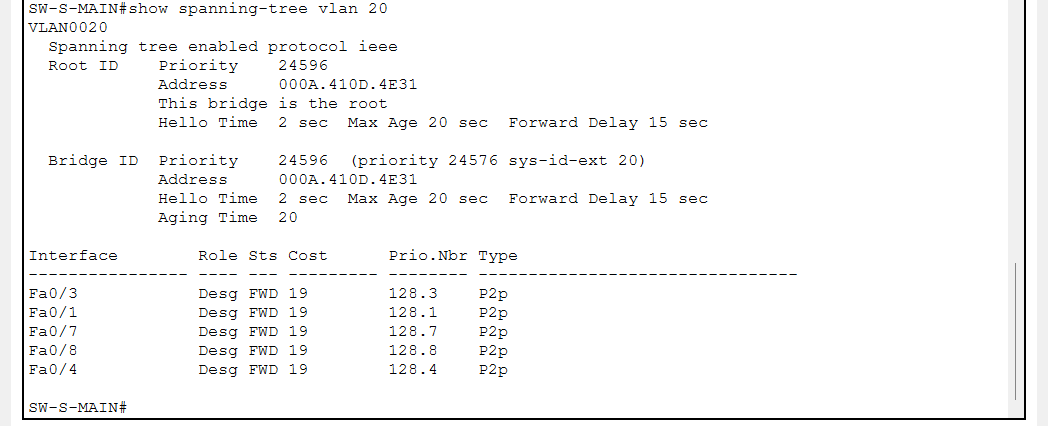 SW-S-MAIN#show spanning-tree vlan 20
VLAN0020
  Spanning tree enabled protocol ieee
  Root ID    Priority    24596
             Address     000A.410D.4E31
             This bridge is the root
             Hello Time  2 sec  Max Age 20 sec  Forward Delay 15 sec

  Bridge ID  Priority    24596  (priority 24576 sys-id-ext 20)
             Address     000A.410D.4E31
             Hello Time  2 sec  Max Age 20 sec  Forward Delay 15 sec
             Aging Time  20

Interface        Role Sts Cost      Prio.Nbr Type
---------------- ---- --- --------- -------- --------------------------------
Fa0/3            Desg FWD 19        128.3    P2p
Fa0/1            Desg FWD 19        128.1    P2p
Fa0/7            Desg FWD 19        128.7    P2p
Fa0/8            Desg FWD 19        128.8    P2p
Fa0/4            Desg FWD 19        128.4    P2p

SW-S-MAIN#